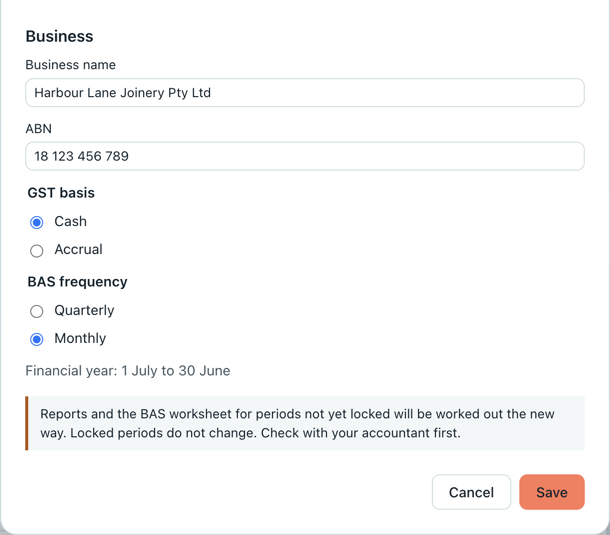 Business
Business name
Harbour Lane Joinery Pty Ltd
ABN
18 123 456 789
GST basis
Cash
Accrual
BAS frequency
Quarterly
Monthly
Financial year: 1 July to 30 June
Reports and the BAS worksheet for periods not yet locked will be worked out the new
way. Locked periods do not change. Check with your accountant first.
Cancel
Save